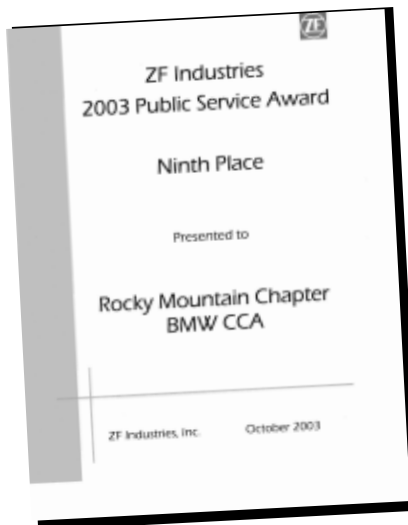 ZF
ZF Industries
2003 Public Service Award
Ninth Place
Presented to
Rocky Mountain Chapter
BMW CCA
ZF Industries, Inc. October 2003